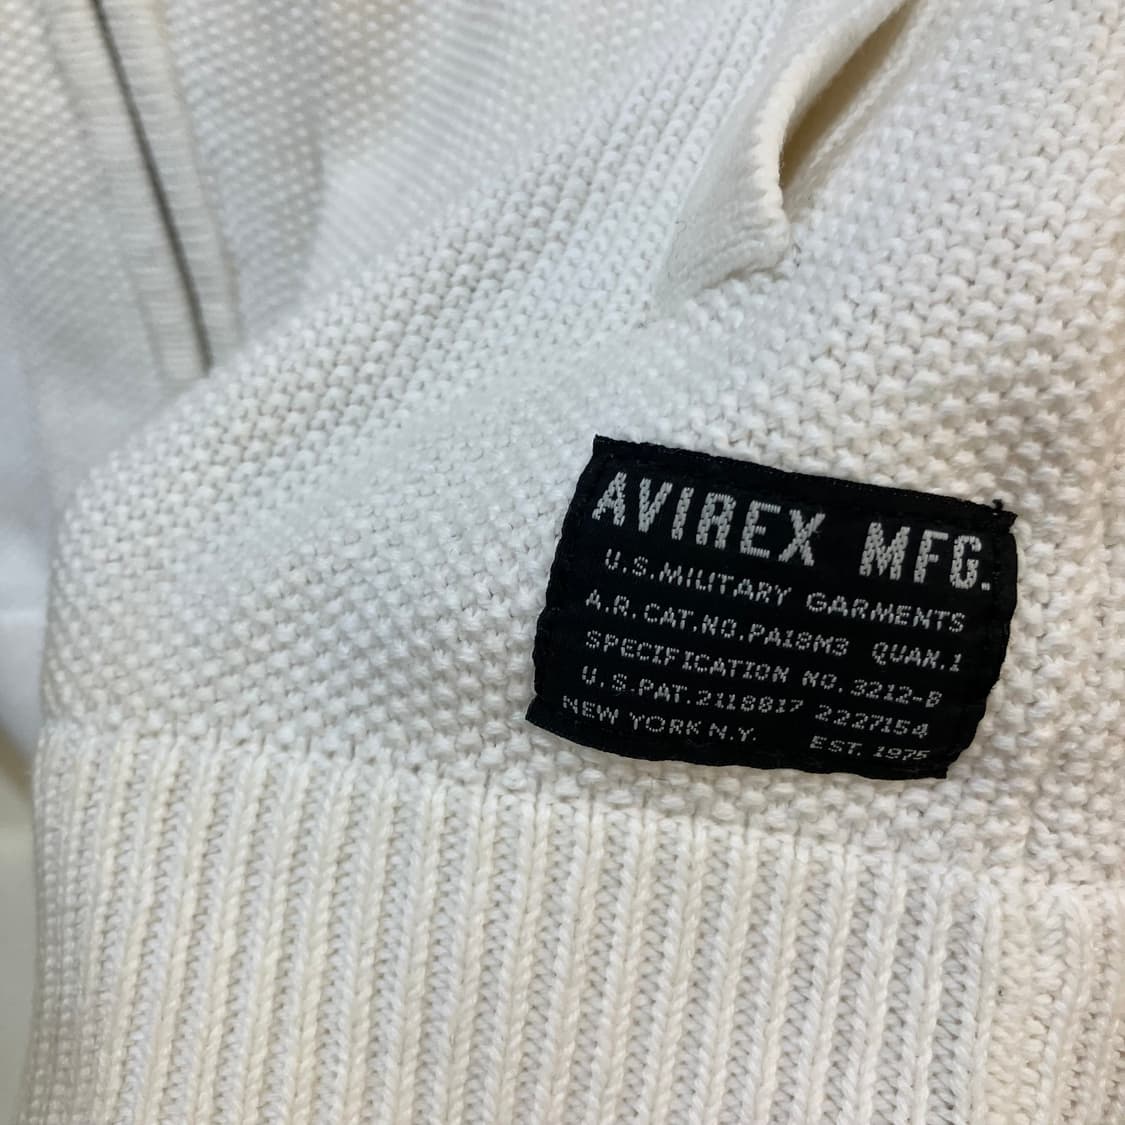 AVIREX MFG.
U.S.MILITARY GARMENTS
A.R.CAT.NO.PA18M3 QUAN.1
SPECIFICATION NO.3212-B
U.S.PAT.2118817 2227154
NEW YORK N.Y. EST. 1975